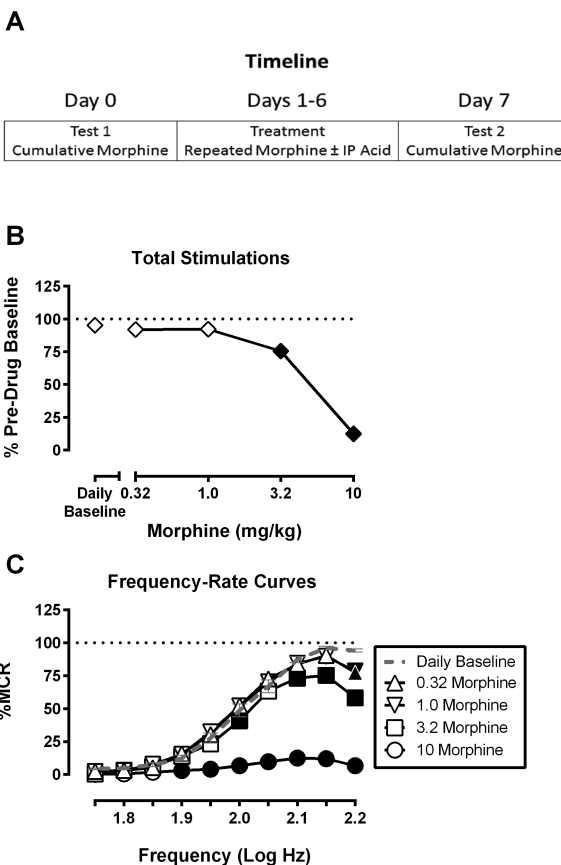 A
Timeline
Day 0
Days 1-6
Day 7
Test 1
Cumulative Morphine
Treatment
Repeated Morphine ± IP Acid
Test 2
Cumulative Morphine
B
Total Stimulations
% Pre-Drug Baseline
125
100
75
50
25
0
Daily
Baseline
0.32
1.0
3.2
10
Morphine (mg/kg)
C
Frequency-Rate Curves
%MCR
125
100
75
50
25
0
1.8
1.9
2.0
2.1
2.2
Frequency (Log Hz)
Daily Baseline
0.32 Morphine
1.0 Morphine
3.2 Morphine
10 Morphine